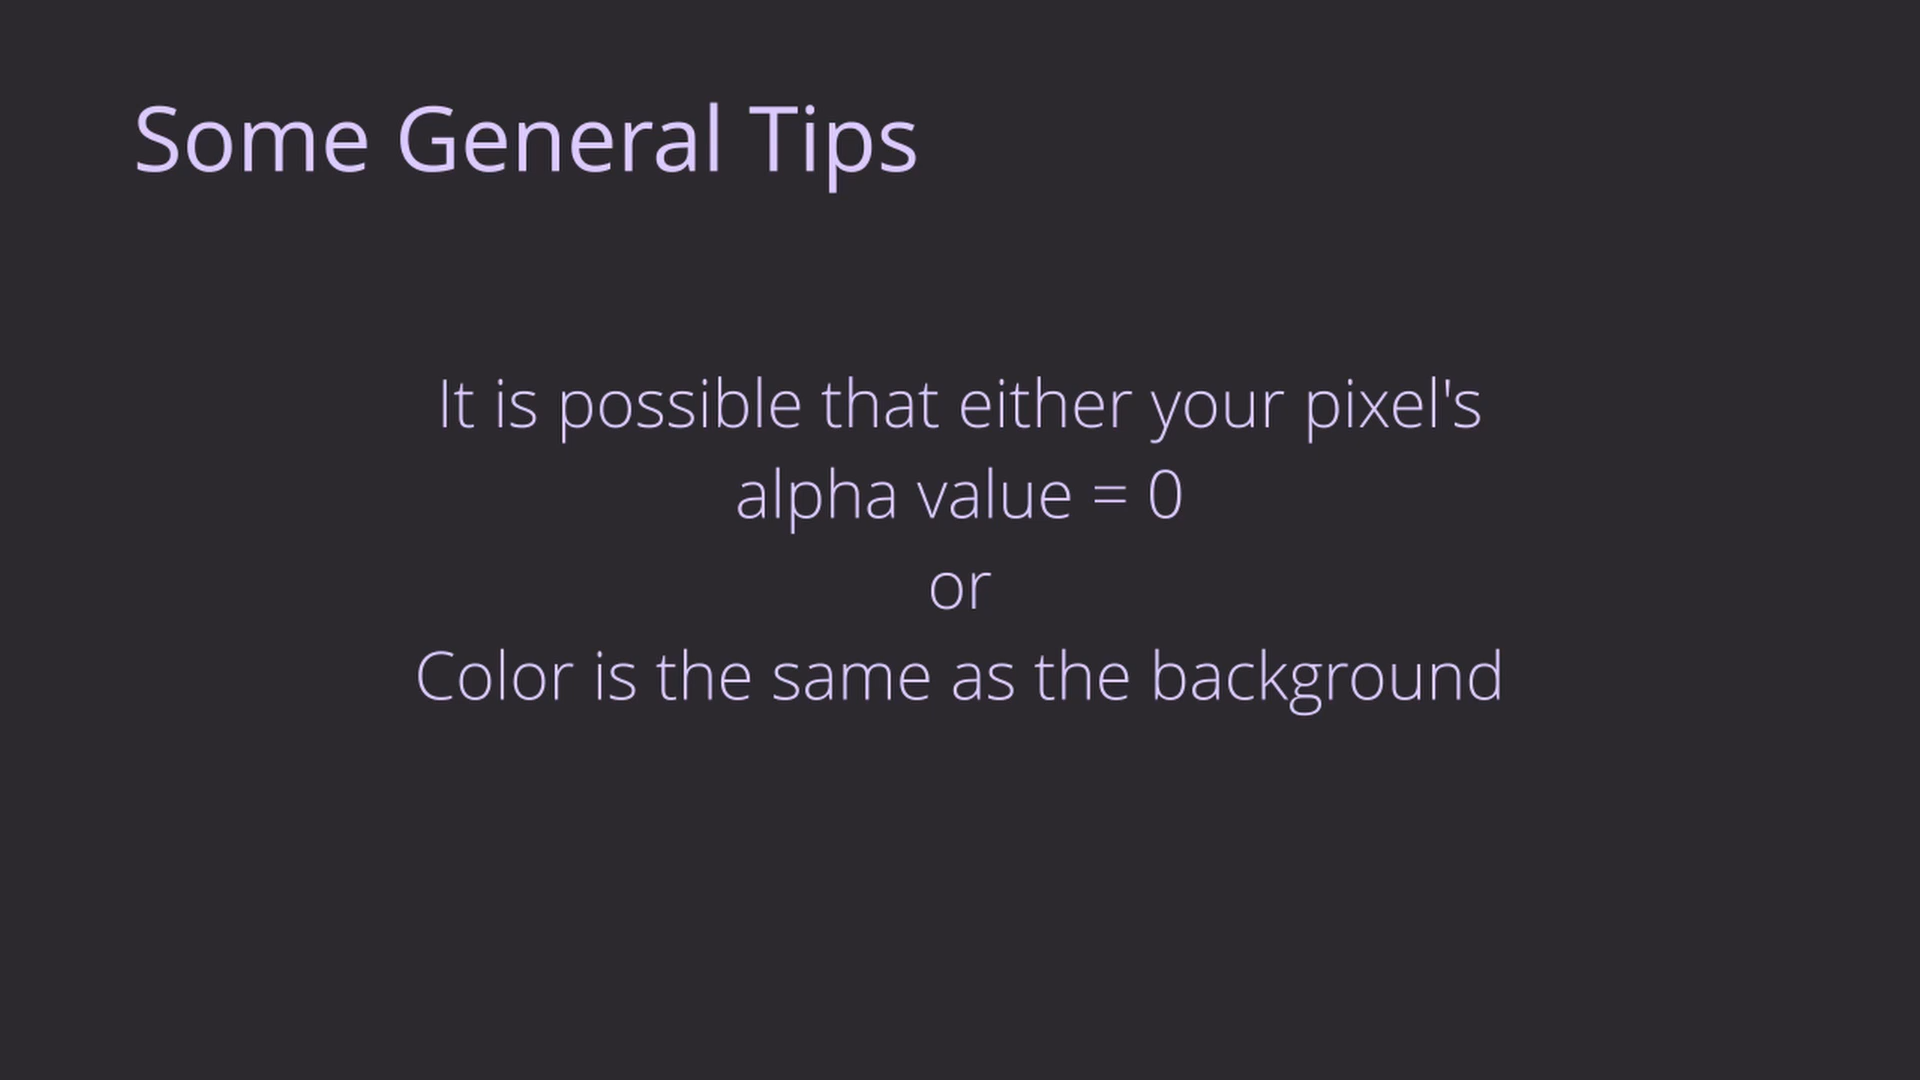 Some General Tips
It is possible that either your pixel's
alpha value = 0
or
Color is the same as the background